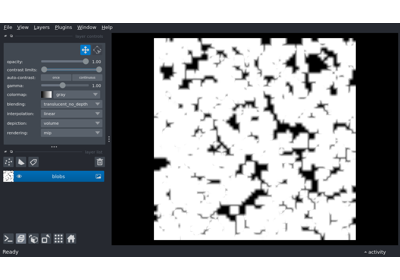 File View Layers Plugins Window Help
opacity: 1.00
contrast limits:
auto-contrast: once continuous
gamma: 1.00
colormap: gray
blending: translucent_no_depth
interpolation: linear
depiction: volume
rendering: mip
blobs
Ready activity